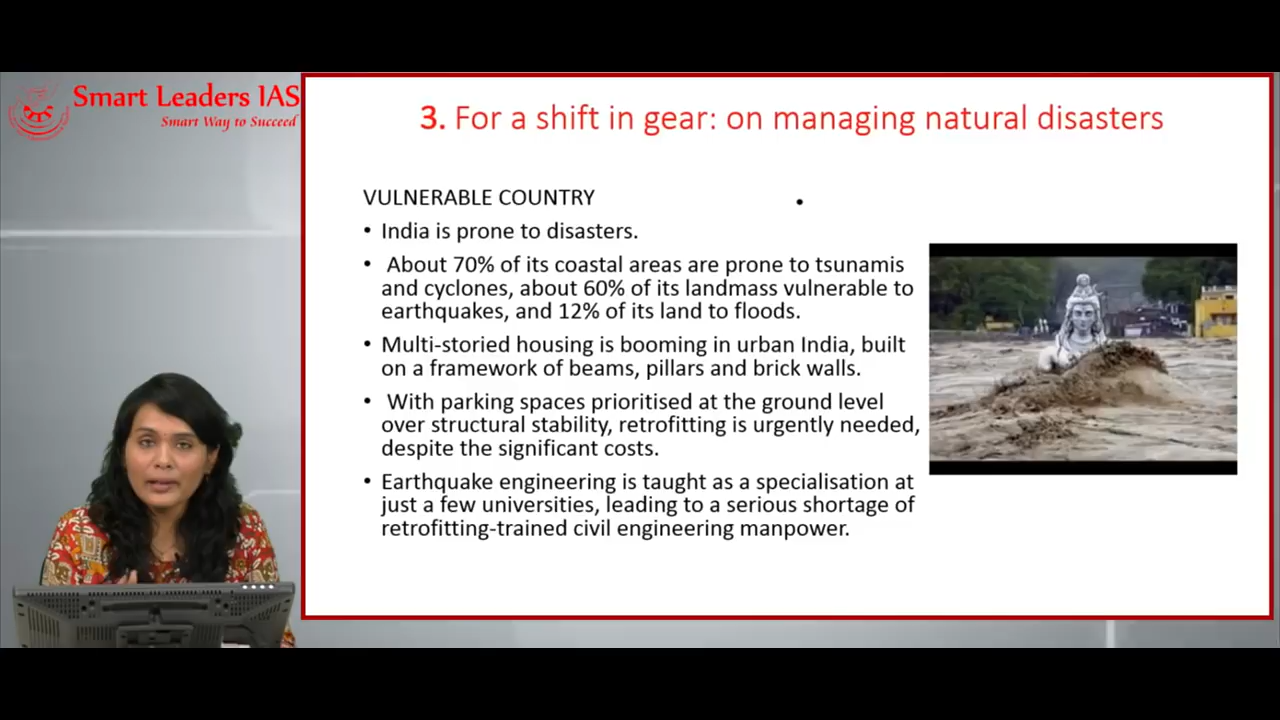 Smart Leaders IAS
Smart Way to Succeed
3. For a shift in gear: on managing natural disasters
VULNERABLE COUNTRY
• India is prone to disasters.
• About 70% of its coastal areas are prone to tsunamis
and cyclones, about 60% of its landmass vulnerable to
earthquakes, and 12% of its land to floods.
• Multi-storied housing is booming in urban India, built
on a framework of beams, pillars and brick walls.
• With parking spaces prioritised at the ground level
over structural stability, retrofitting is urgently needed,
despite the significant costs.
• Earthquake engineering is taught as a specialisation at
just a few universities, leading to a serious shortage of
retrofitting-trained civil engineering manpower.